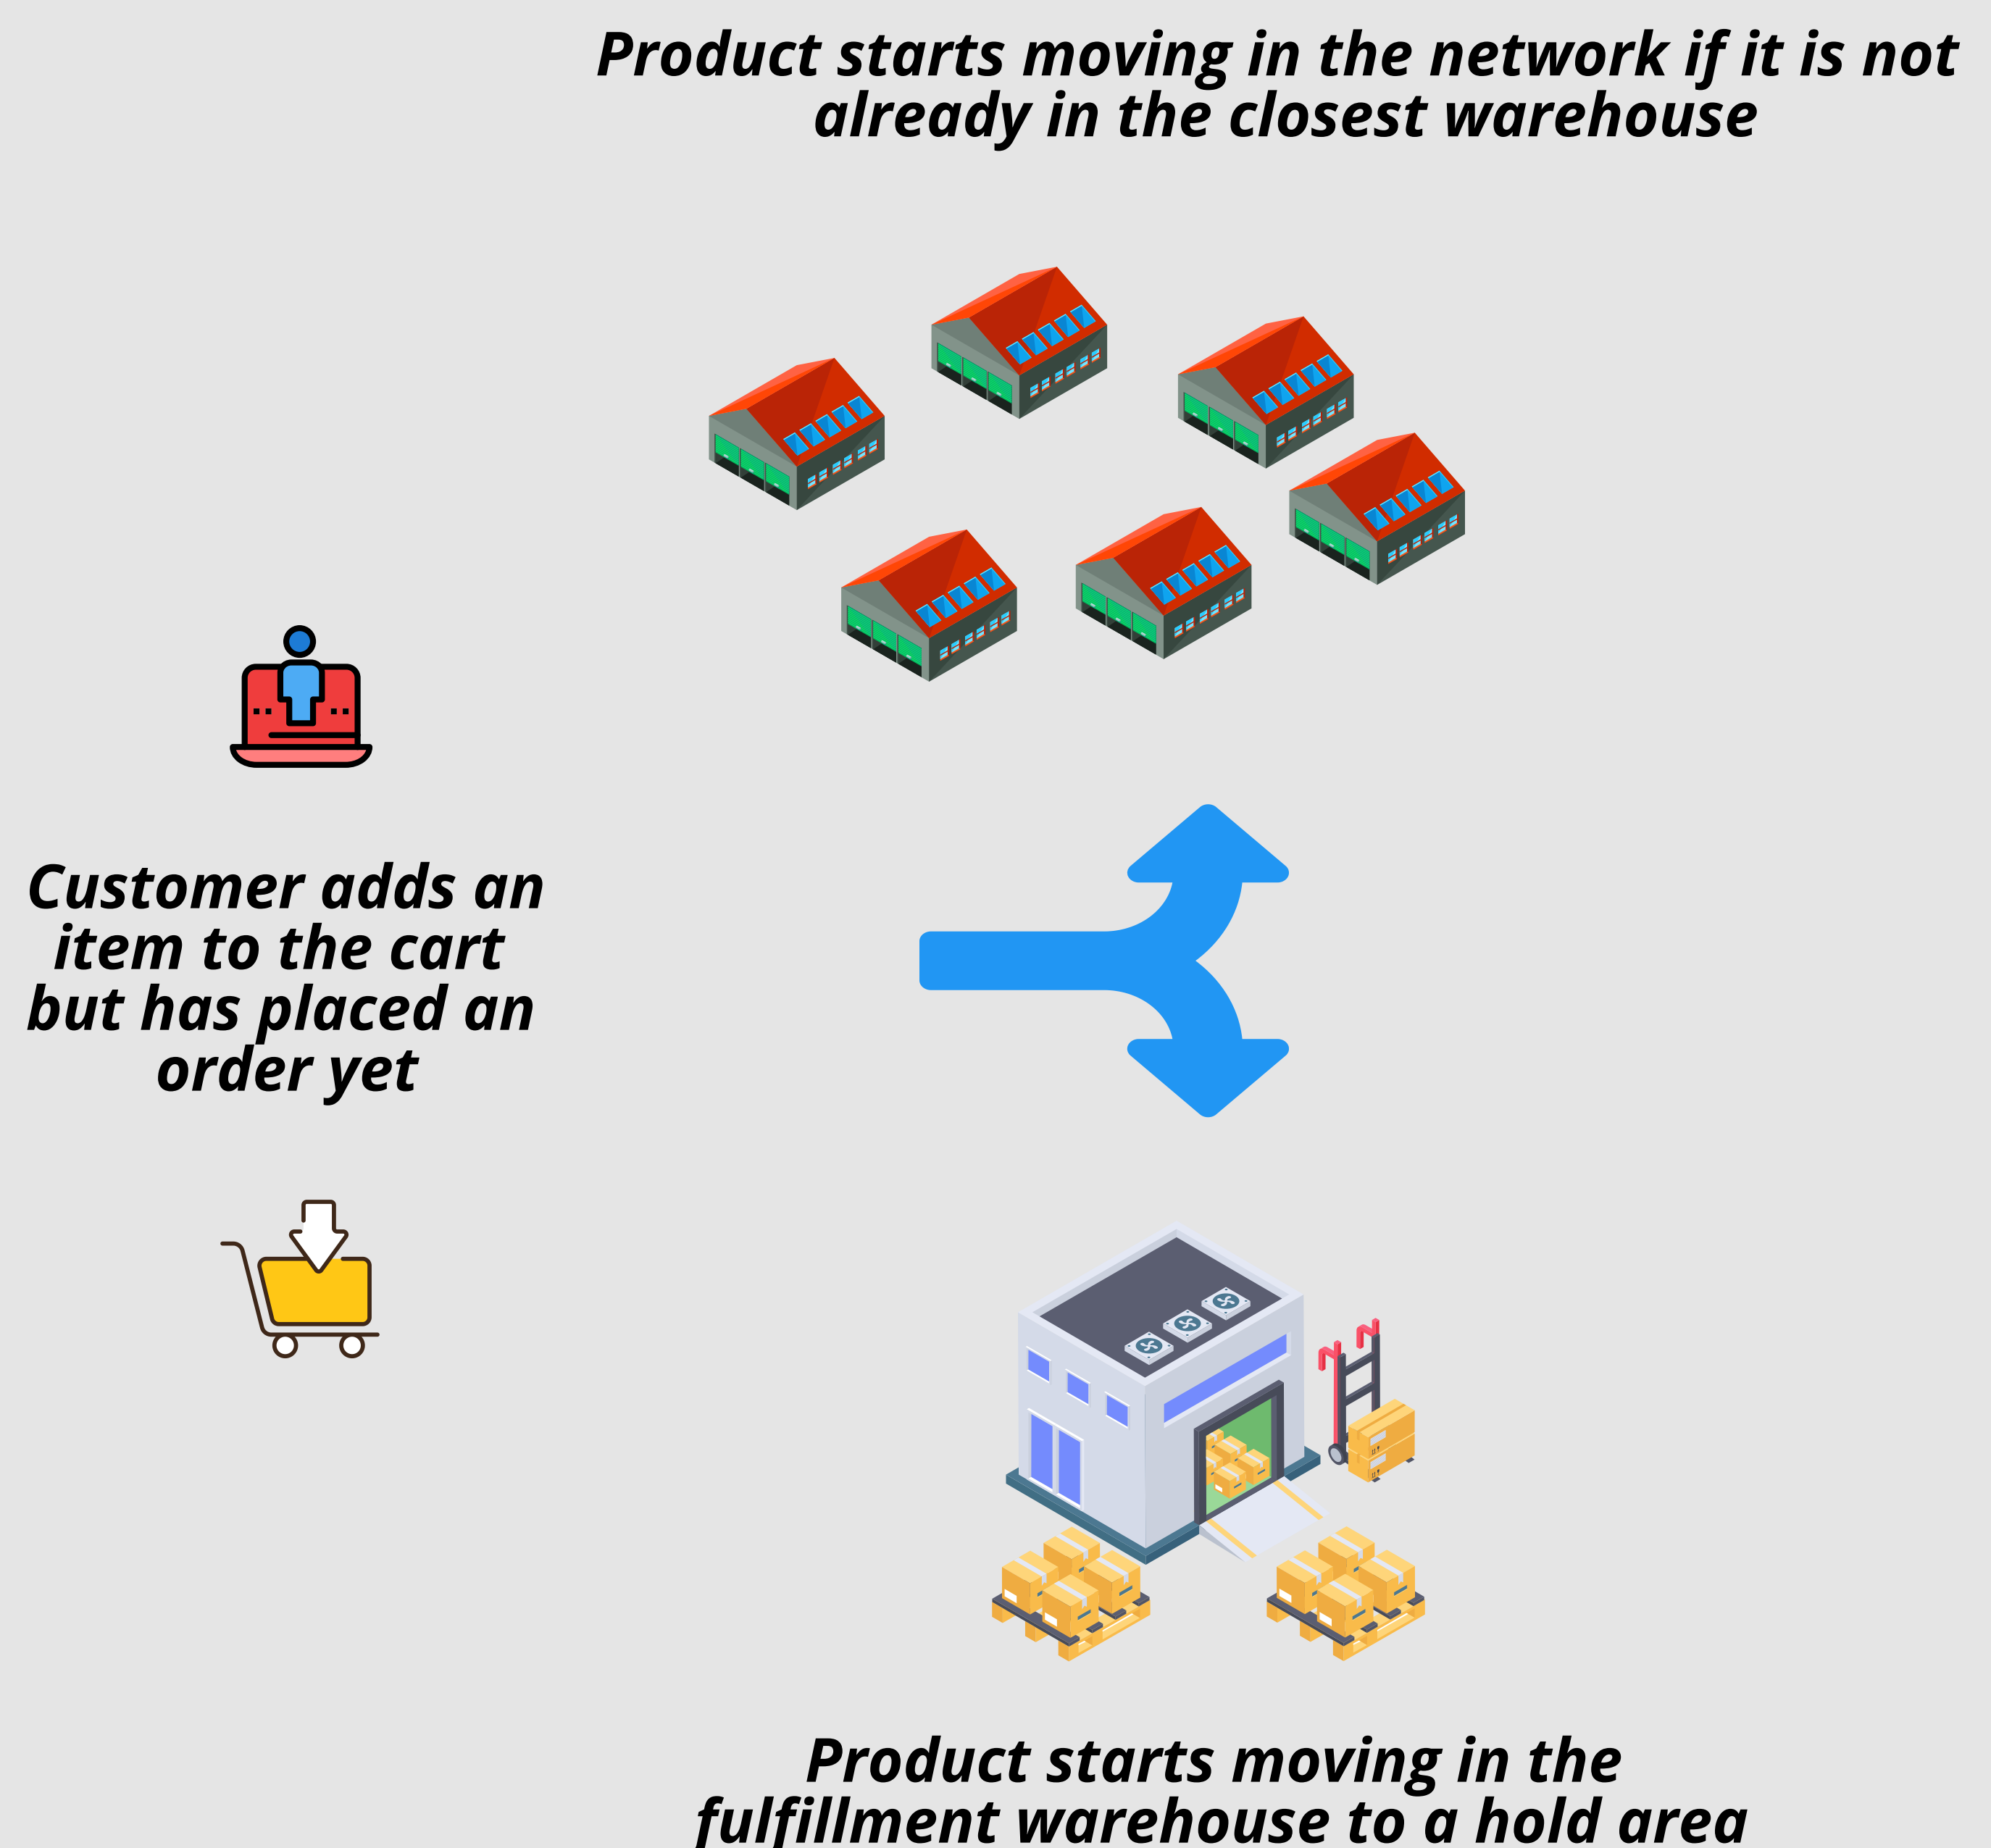 Product starts moving in the network if it is not
already in the closest warehouse
Customer adds an
item to the cart
but has placed an
order yet
Product starts moving in the
fulfillment warehouse to a hold area